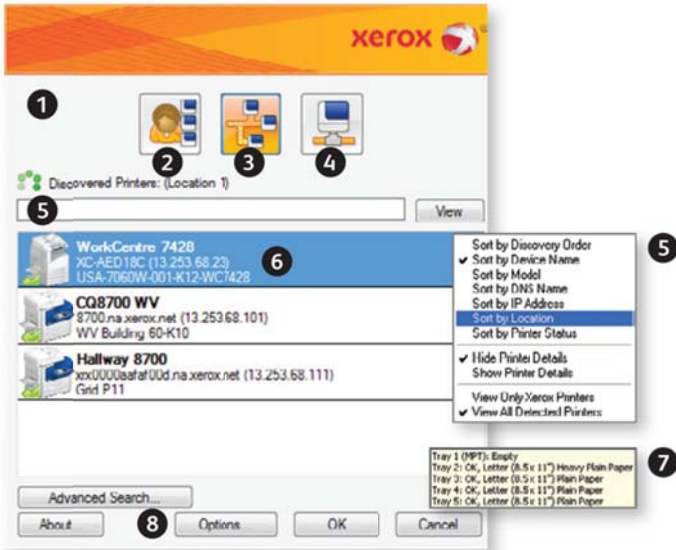 xerox
1
2
3
4
Discovered Printers: (Location 1)
5
View
WorkCentre 7428
XC-AED18C (13.253.68.23)
USA-7060W-001-K12-WC7428
6
CQ8700 WV
8700.na.xerox.net (13.253.68.101)
WV Building 60-K10
Hallway 8700
xrx0000aafaf00d.na.xerox.net (13.253.68.111)
Grid P11
Sort by Discovery Order
✔ Sort by Device Name
Sort by Model
Sort by DNS Name
Sort by IP Address
Sort by Location
Sort by Printer Status
✔ Hide Printer Details
Show Printer Details
View Only Xerox Printers
✔ View All Detected Printers
5
Tray 1 (MPT): Empty
Tray 2: OK, Letter (8.5 x 11") Heavy Plain Paper
Tray 3: OK, Letter (8.5 x 11") Plain Paper
Tray 4: OK, Letter (8.5 x 11") Plain Paper
Tray 5: OK, Letter (8.5 x 11") Plain Paper
7
Advanced Search...
About
8
Options
OK
Cancel